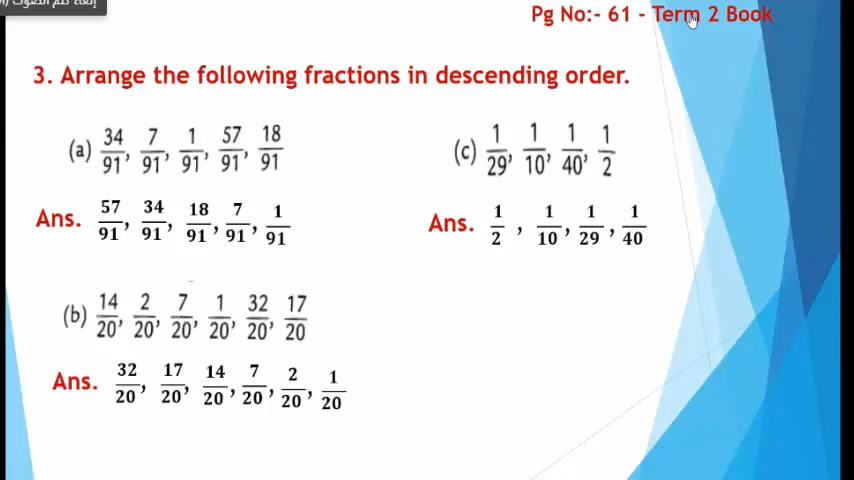 إلغاء كتم الصوت
Pg No:- 61 - Term 2 Book
3. Arrange the following fractions in descending order.
(a) 34/91, 7/91, 1/91, 57/91, 18/91
Ans. 57/91, 34/91, 18/91, 7/91, 1/91
(b) 14/20, 2/20, 7/20, 1/20, 32/20, 17/20
Ans. 32/20, 17/20, 14/20, 7/20, 2/20, 1/20
(c) 1/29, 1/10, 1/40, 1/2
Ans. 1/2 , 1/10, 1/29, 1/40